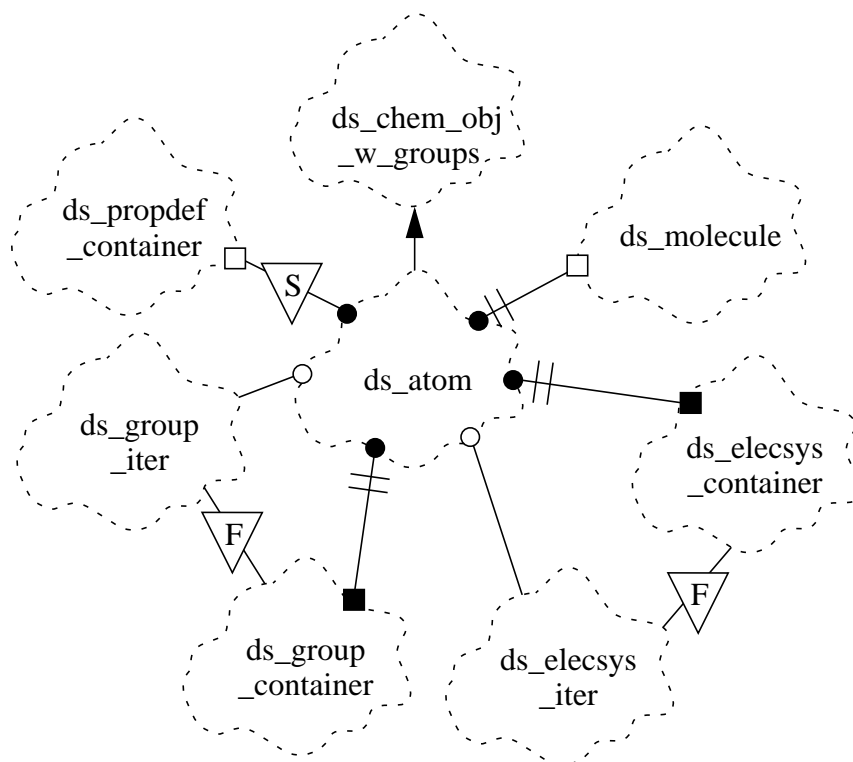 ds_chem_obj
_w_groups
ds_propdef
_container
ds_molecule
S
ds_atom
ds_group
_iter
ds_elecsys
_container
F
F
ds_group
_container
ds_elecsys
_iter